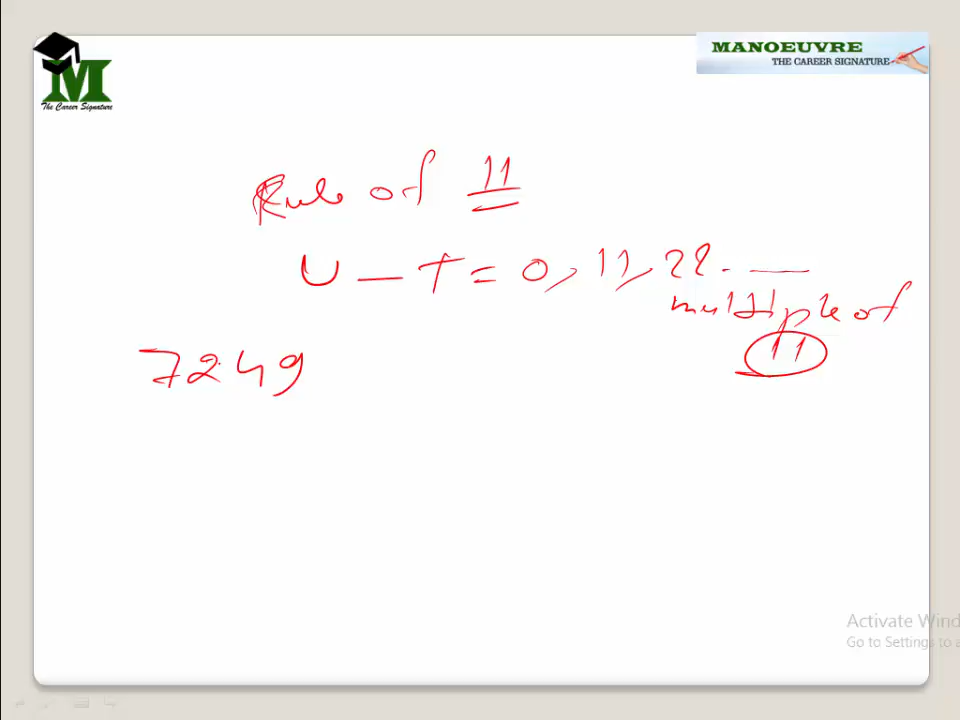 M
The Career Signature
MANOEUVRE
THE CAREER SIGNATURE
Rule of 11
U - T = 0, 11, 22. —
multiple of
11
7249
Activate Wind
Go to Settings to a